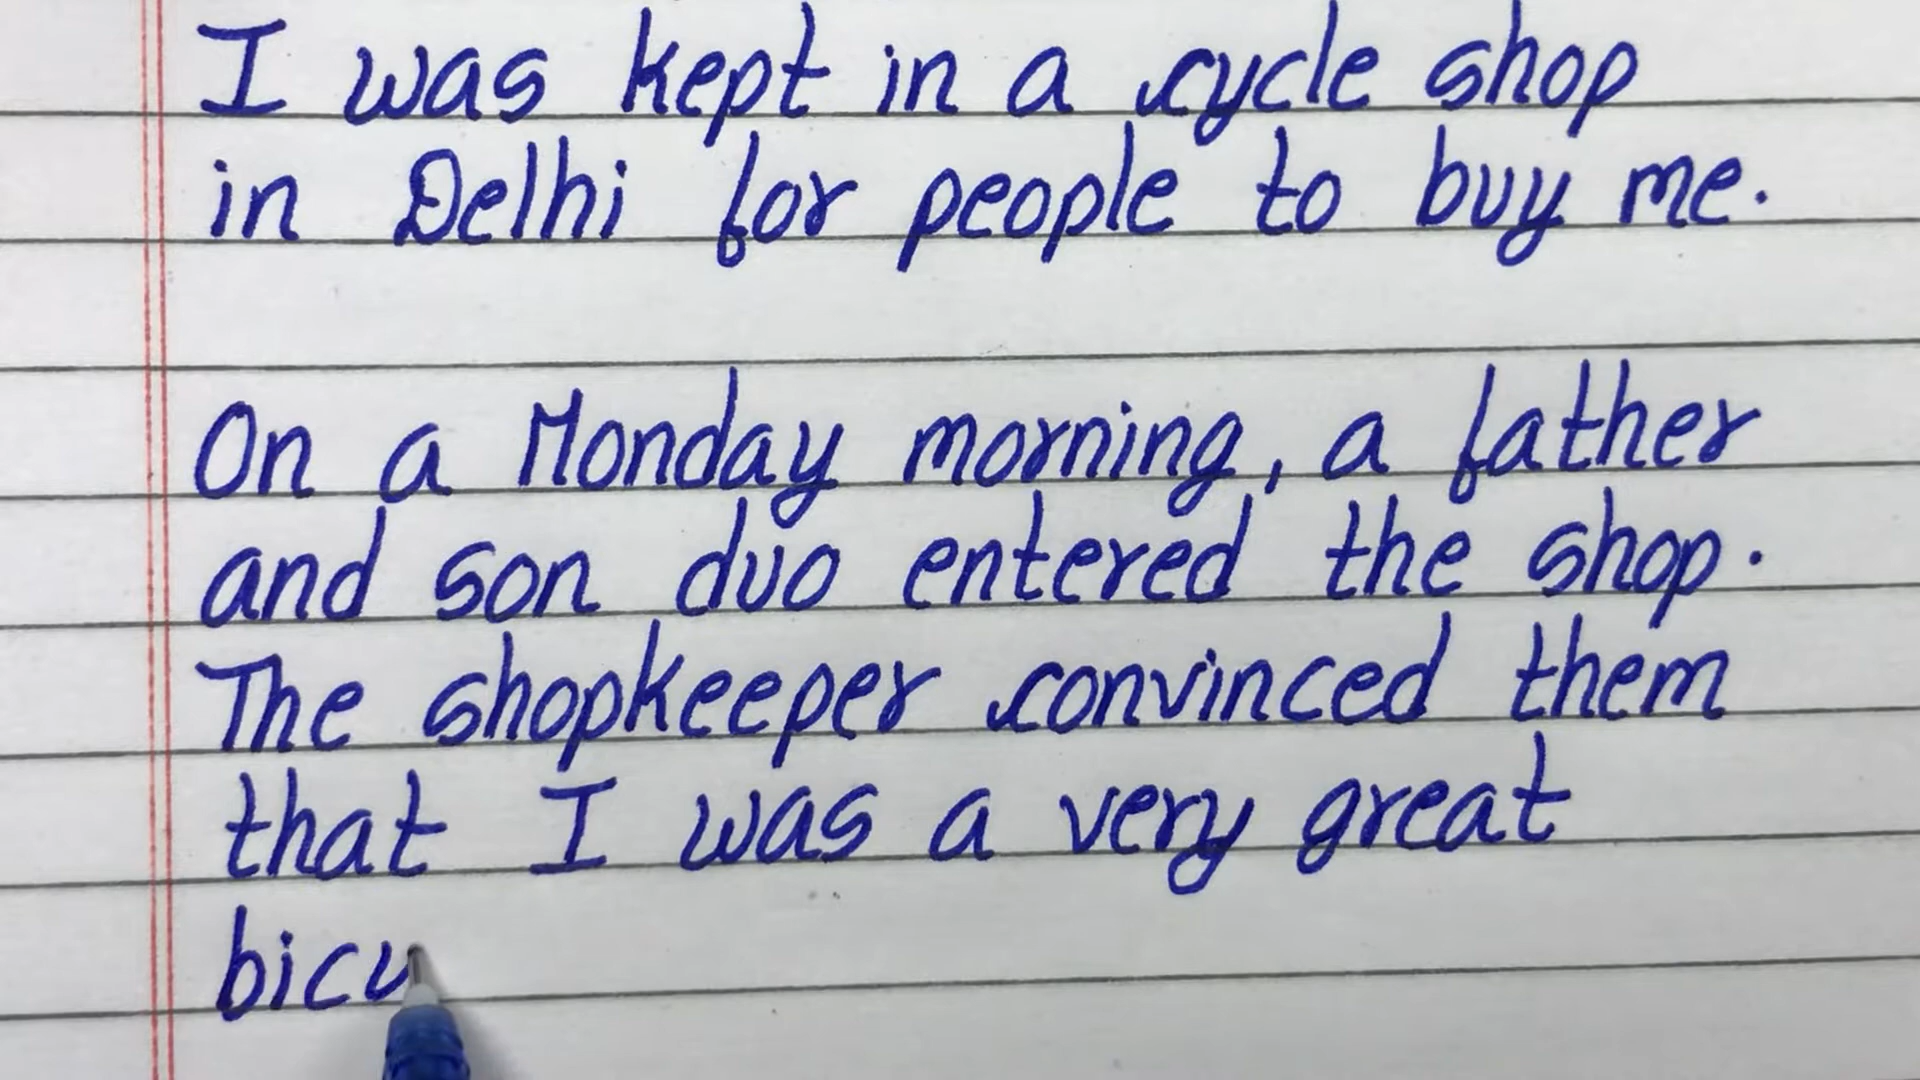 I was kept in a cycle shop
in Delhi for people to buy me.
On a Monday morning, a father
and son duo entered the shop.
The shopkeeper convinced them
that I was a very great
bicu